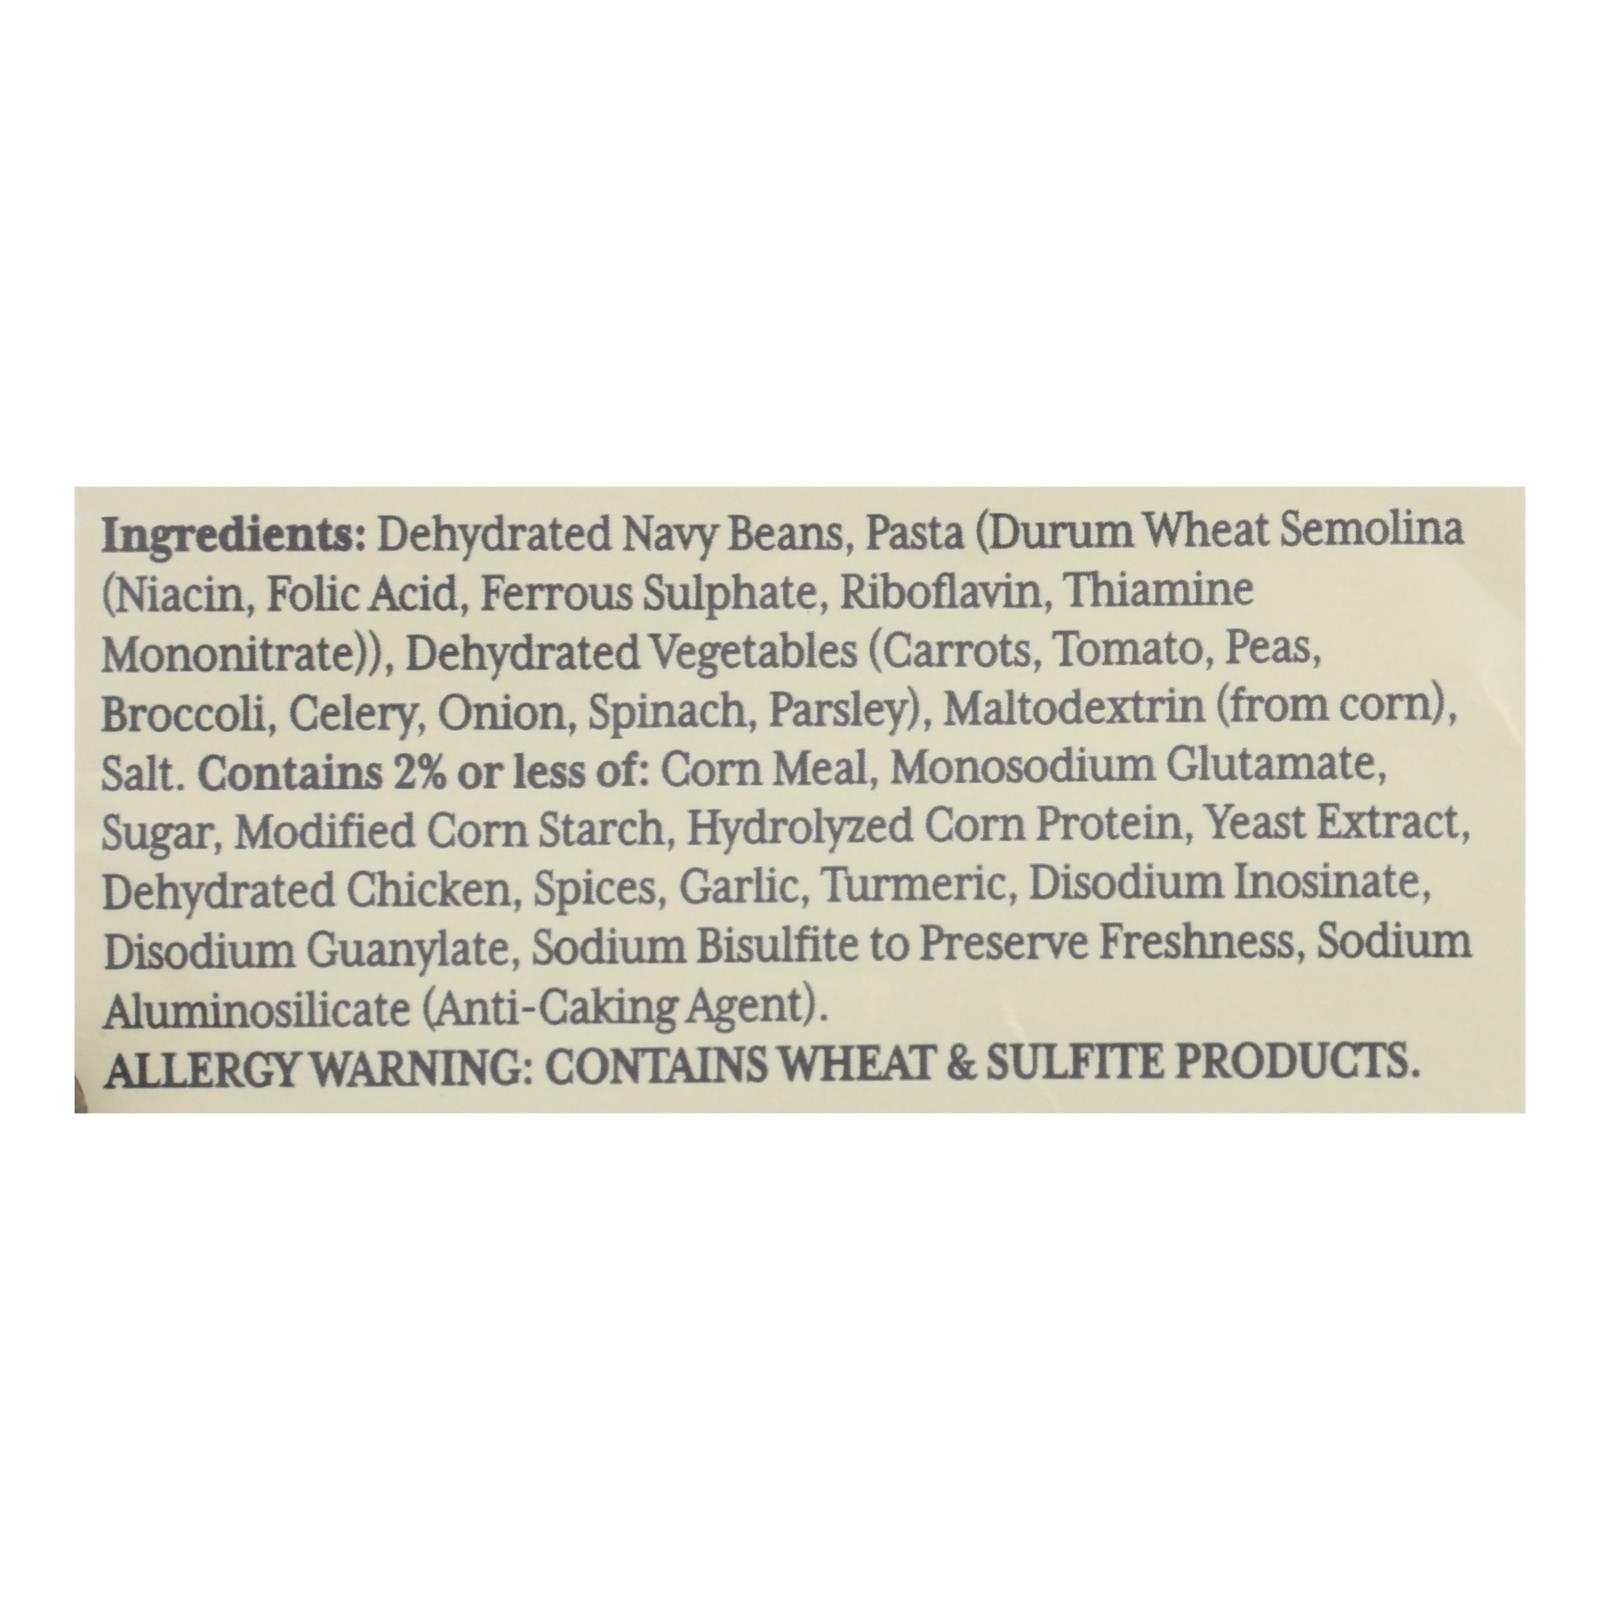 Ingredients: Dehydrated Navy Beans, Pasta (Durum Wheat Semolina
(Niacin, Folic Acid, Ferrous Sulphate, Riboflavin, Thiamine
Mononitrate)), Dehydrated Vegetables (Carrots, Tomato, Peas,
Broccoli, Celery, Onion, Spinach, Parsley), Maltodextrin (from corn),
Salt. Contains 2% or less of: Corn Meal, Monosodium Glutamate,
Sugar, Modified Corn Starch, Hydrolyzed Corn Protein, Yeast Extract,
Dehydrated Chicken, Spices, Garlic, Turmeric, Disodium Inosinate,
Disodium Guanylate, Sodium Bisulfite to Preserve Freshness, Sodium
Aluminosilicate (Anti-Caking Agent).
ALLERGY WARNING: CONTAINS WHEAT & SULFITE PRODUCTS.